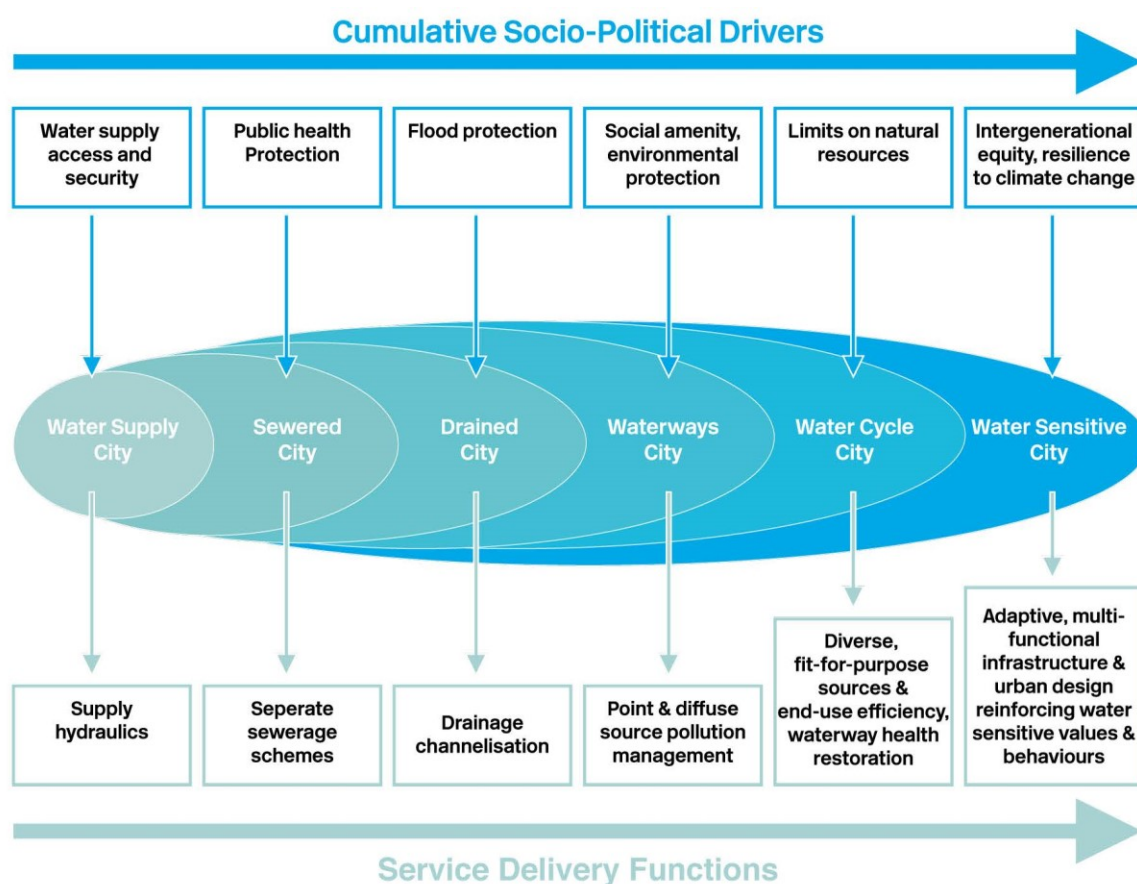 Cumulative Socio-Political Drivers
Water supply
access and
security
Public health
Protection
Flood protection
Social amenity,
environmental
protection
Limits on natural
resources
Intergenerational
equity, resilience
to climate change
Water Supply
City
Sewered
City
Drained
City
Waterways
City
Water Cycle
City
Water Sensitive
City
Supply
hydraulics
Seperate
sewerage
schemes
Drainage
channelisation
Point & diffuse
source pollution
management
Diverse,
fit-for-purpose
sources &
end-use efficiency,
waterway health
restoration
Adaptive, multi-
functional
infrastructure &
urban design
reinforcing water
sensitive values &
behaviours
Service Delivery Functions